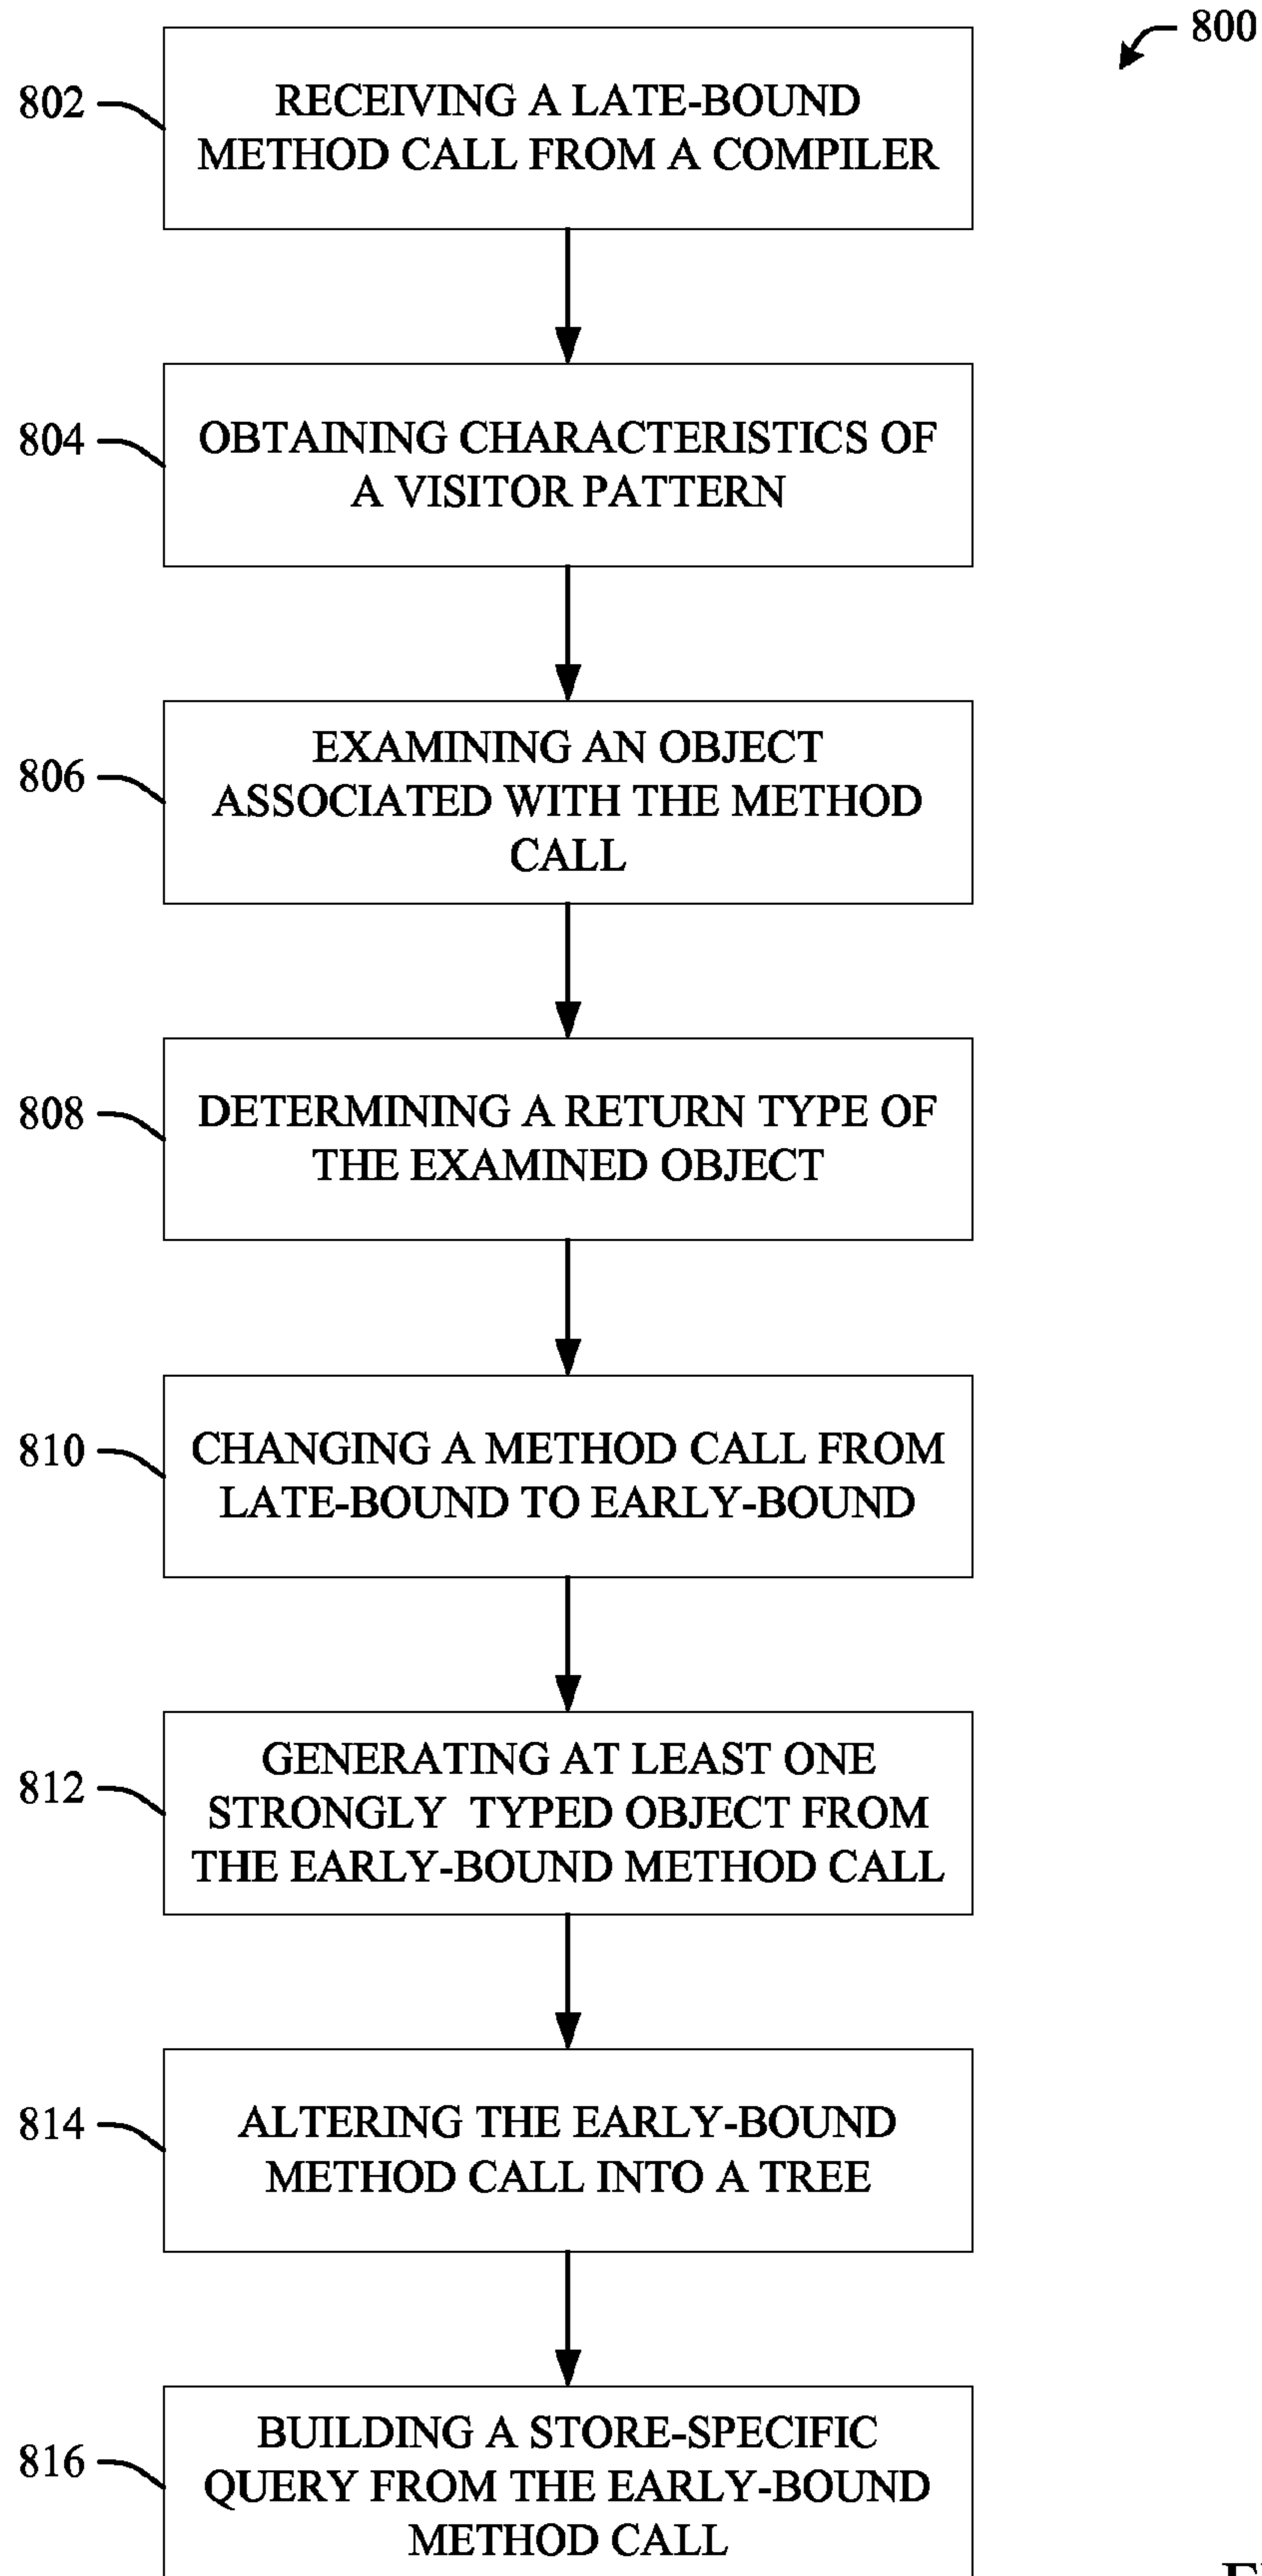 800
802
RECEIVING A LATE-BOUND
METHOD CALL FROM A COMPILER
804
OBTAINING CHARACTERISTICS OF
A VISITOR PATTERN
806
EXAMINING AN OBJECT
ASSOCIATED WITH THE METHOD
CALL
808
DETERMINING A RETURN TYPE OF
THE EXAMINED OBJECT
810
CHANGING A METHOD CALL FROM
LATE-BOUND TO EARLY-BOUND
812
GENERATING AT LEAST ONE
STRONGLY TYPED OBJECT FROM
THE EARLY-BOUND METHOD CALL
814
ALTERING THE EARLY-BOUND
METHOD CALL INTO A TREE
816
BUILDING A STORE-SPECIFIC
QUERY FROM THE EARLY-BOUND
METHOD CALL